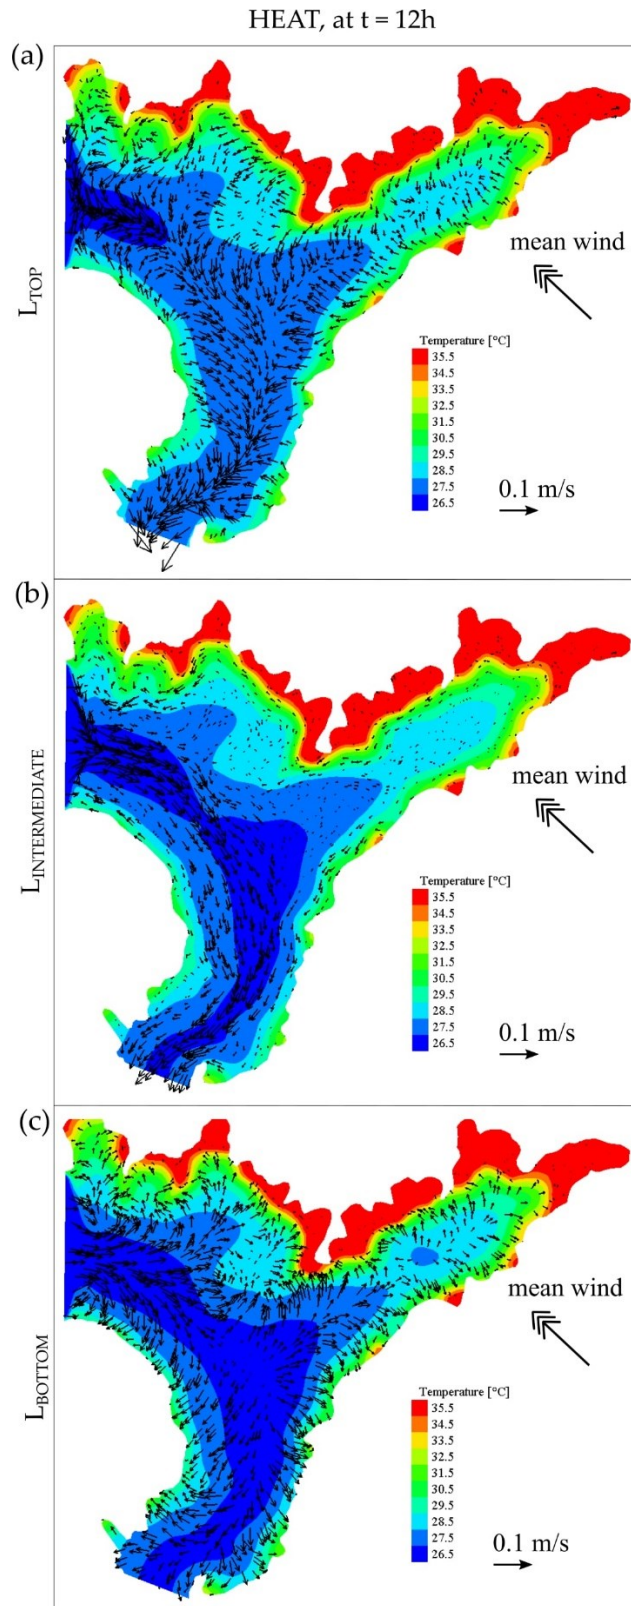 HEAT, at t = 12h
(a)
L_TOP
mean wind
Temperature [°C]
35.5
34.5
33.5
32.5
31.5
30.5
29.5
28.5
27.5
26.5
0.1 m/s
(b)
L_INTERMEDIATE
mean wind
Temperature [°C]
35.5
34.5
33.5
32.5
31.5
30.5
29.5
28.5
27.5
26.5
0.1 m/s
(c)
L_BOTTOM
mean wind
Temperature [°C]
35.5
34.5
33.5
32.5
31.5
30.5
29.5
28.5
27.5
26.5
0.1 m/s